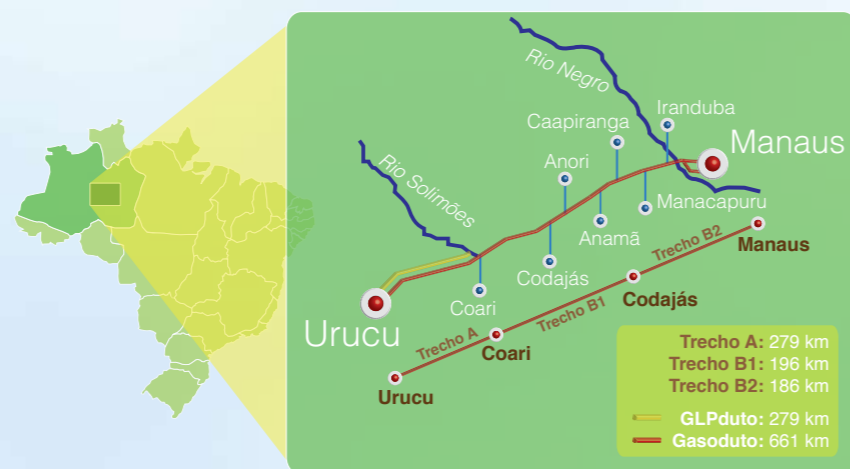 Rio Negro
Iranduba
Caapiranga
Manaus
Anori
Rio Solimões
Manacapuru
Anamã
Codajás
Coari
Urucu
Trecho B2
Manaus
Codajás
Trecho B1
Trecho A
Coari
Urucu
Trecho A: 279 km
Trecho B1: 196 km
Trecho B2: 186 km
GLPduto: 279 km
Gasoduto: 661 km